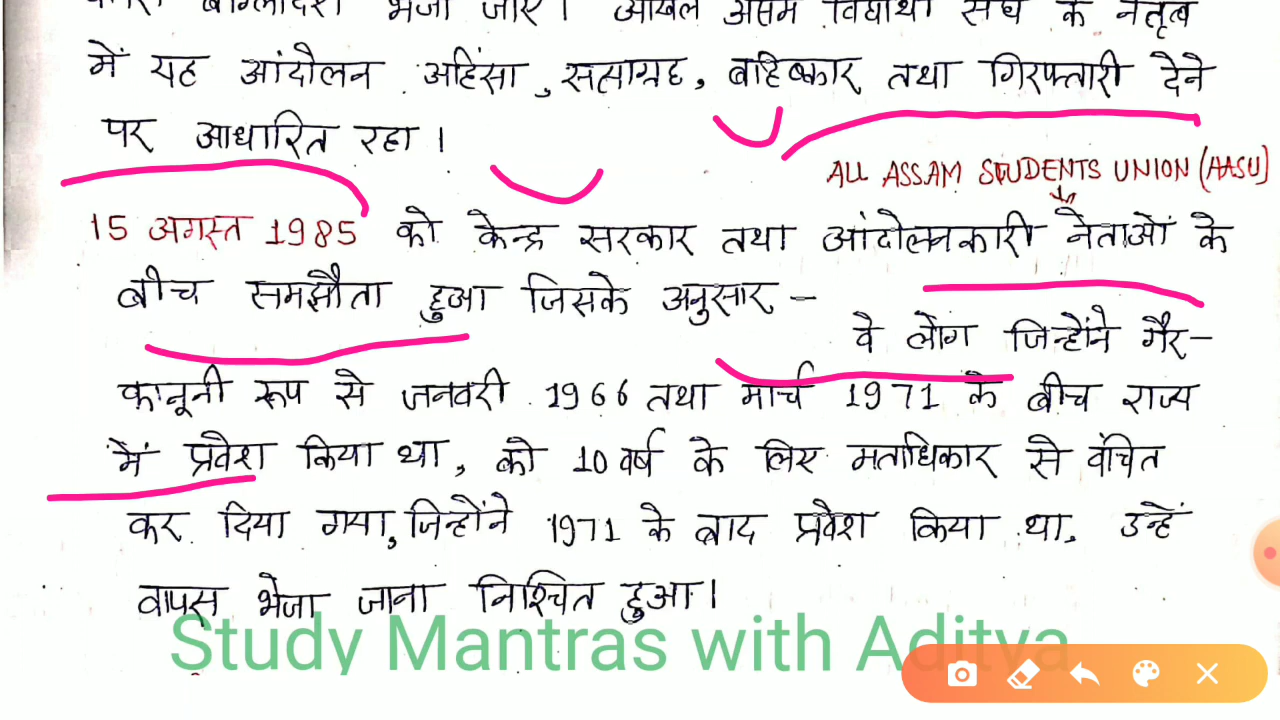 बांग्लादेश भेजा जाए। अखिल असम विद्यार्थी संघ के नेतृत्व
में यह आंदोलन अहिंसा, सत्याग्रह, बहिष्कार तथा गिरफ्तारी देने
पर आधारित रहा।
ALL ASSAM STUDENTS UNION (AASU)
15 अगस्त 1985 को केन्द्र सरकार तथा आंदोलनकारी नेताओं के
बीच समझौता हुआ जिसके अनुसार -
वे लोग जिन्होंने गैर-
कानूनी रूप से जनवरी 1966 तथा मार्च 1971 के बीच राज्य
में प्रवेश किया था, को 10 वर्ष के लिए मताधिकार से वंचित
कर दिया गया, जिन्होंने 1971 के बाद प्रवेश किया था, उन्हें
वापस भेजा जाना निश्चित हुआ।
Study Mantras with Aditya